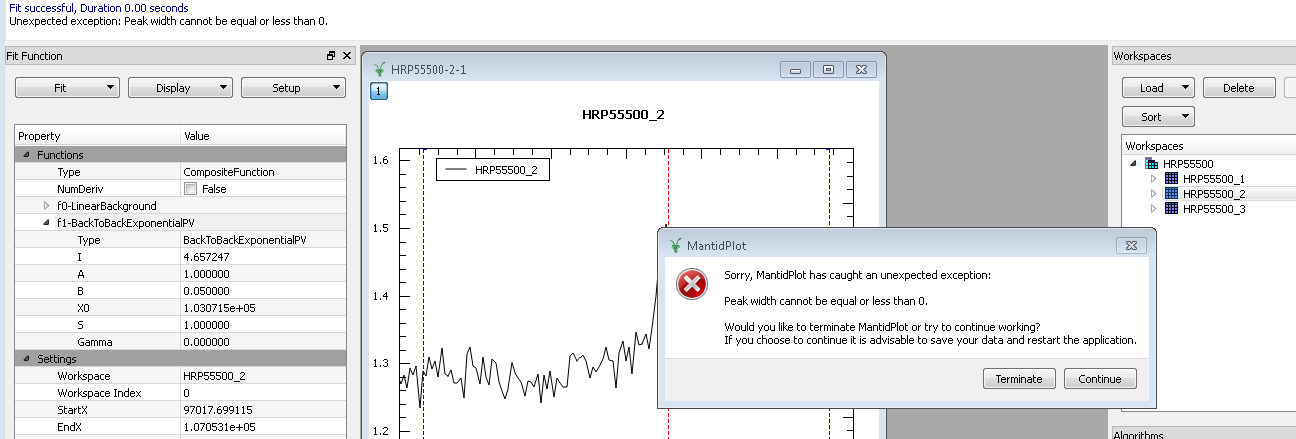 Fit successful, Duration 0.00 seconds
Unexpected exception: Peak width cannot be equal or less than 0.
Fit Function
Fit Display Setup
Property Value
Functions
Type CompositeFunction
NumDeriv False
f0-LinearBackground
f1-BackToBackExponentialPV
Type BackToBackExponentialPV
I 4.657247
A 1.000000
B 0.050000
X0 1.030715e+05
S 1.000000
Gamma 0.000000
Settings
Workspace HRP55500_2
Workspace Index 0
StartX 97017.699115
EndX 1.070531e+05
HRP55500-2-1
1
HRP55500_2
HRP55500_2
1.6
1.5
1.4
1.3
1.2
MantidPlot
Sorry, MantidPlot has caught an unexpected exception:
Peak width cannot be equal or less than 0.
Would you like to terminate MantidPlot or try to continue working?
If you choose to continue it is advisable to save your data and restart the application.
Terminate Continue
Workspaces
Load Delete
Sort
Workspaces
HRP55500
HRP55500_1
HRP55500_2
HRP55500_3
Algorithms